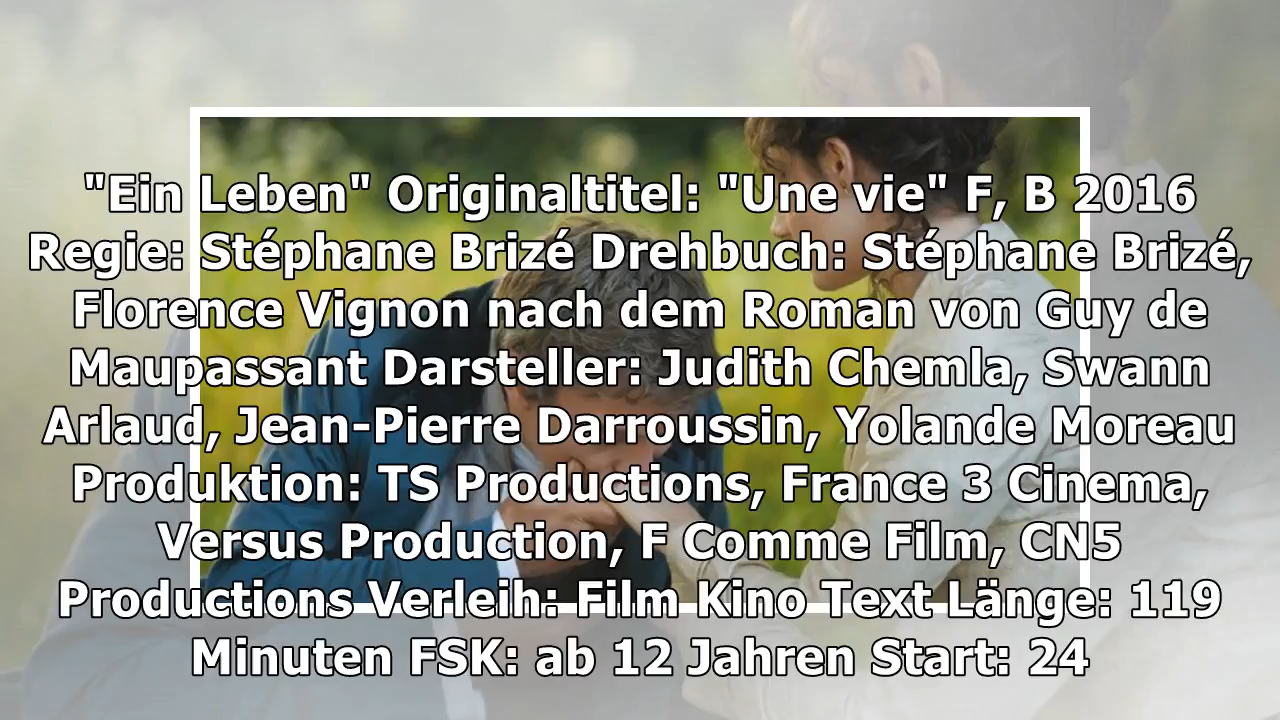 "Ein Leben" Originaltitel: "Une vie" F, B 2016
Regie: Stéphane Brizé Drehbuch: Stéphane Brizé,
Florence Vignon nach dem Roman von Guy de
Maupassant Darsteller: Judith Chemla, Swann
Arlaud, Jean-Pierre Darroussin, Yolande Moreau
Produktion: TS Productions, France 3 Cinema,
Versus Production, F Comme Film, CN5
Productions Verleih: Film Kino Text Länge: 119
Minuten FSK: ab 12 Jahren Start: 24